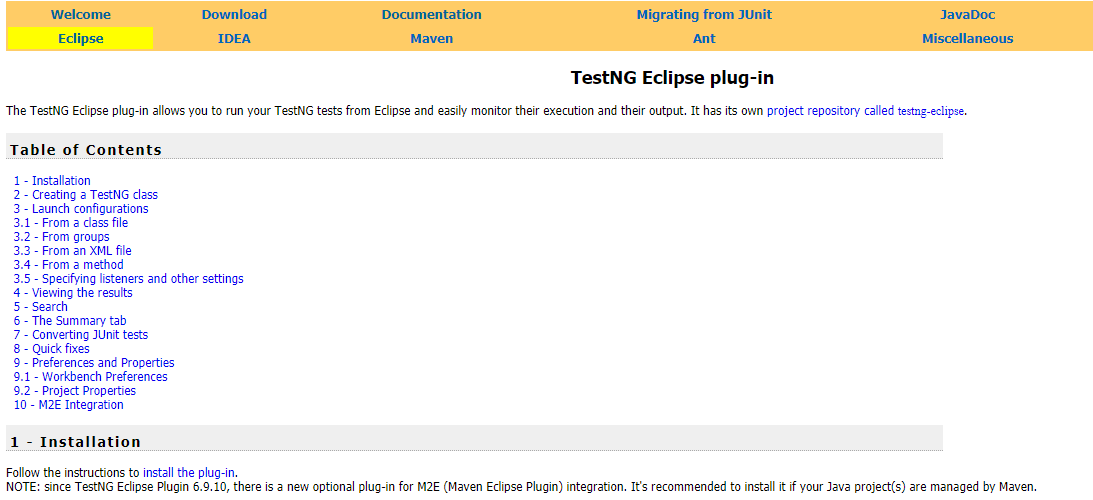 Welcome Download Documentation Migrating from JUnit JavaDoc
Eclipse IDEA Maven Ant Miscellaneous
TestNG Eclipse plug-in
The TestNG Eclipse plug-in allows you to run your TestNG tests from Eclipse and easily monitor their execution and their output. It has its own project repository called testng-eclipse.
Table of Contents
1 - Installation
2 - Creating a TestNG class
3 - Launch configurations
3.1 - From a class file
3.2 - From groups
3.3 - From an XML file
3.4 - From a method
3.5 - Specifying listeners and other settings
4 - Viewing the results
5 - Search
6 - The Summary tab
7 - Converting JUnit tests
8 - Quick fixes
9 - Preferences and Properties
9.1 - Workbench Preferences
9.2 - Project Properties
10 - M2E Integration
1 - Installation
Follow the instructions to install the plug-in.
NOTE: since TestNG Eclipse Plugin 6.9.10, there is a new optional plug-in for M2E (Maven Eclipse Plugin) integration. It's recommended to install it if your Java project(s) are managed by Maven.